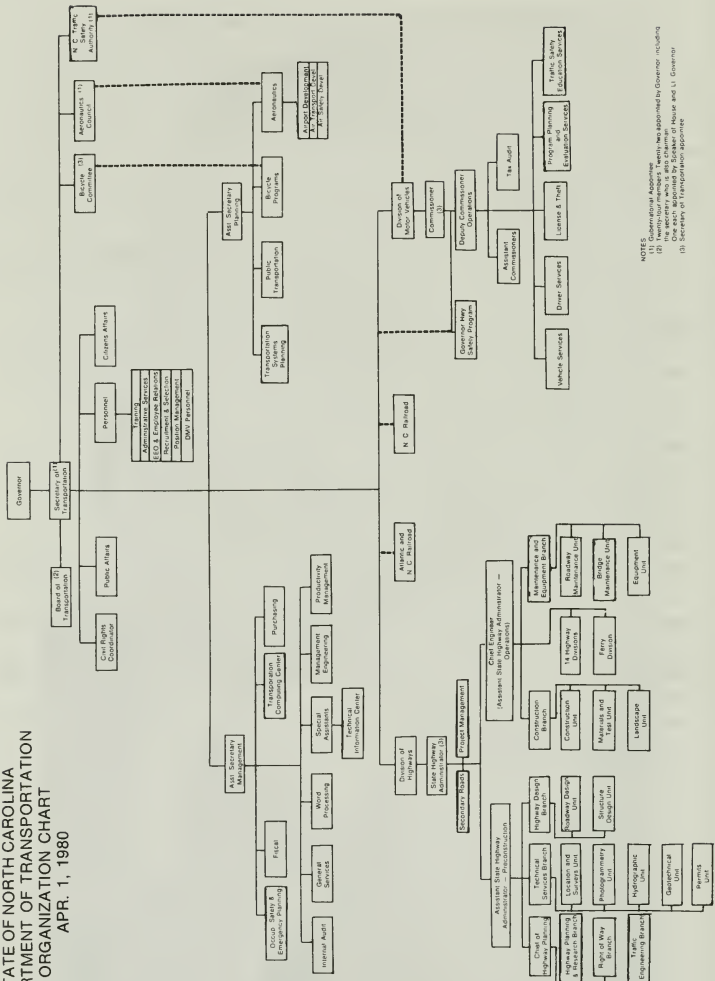 TATE OF NORTH CAROLINA
RTMENT OF TRANSPORTATION
ORGANIZATION CHART
APR. 1, 1980
Governor
Board of (2)
Transportation
Secretary of (1)
Transportation
Bicycle (3)
Committee
Aeronautics (1)
Council
N C Traffic
Safety
Authority (1)
Civil Rights
Coordinator
Public Affairs
Personnel
Citizens Affairs
Training
Administrative Services
EEO & Employee Relations
Recruitment & Selection
Position Management
DMV Personnel
Asst Secretary
Management
Asst Secretary
Planning
Occup Safety &
Emergency Planning
Fiscal
Transportation
Computing Center
Purchasing
Internal Audit
General
Services
Word
Processing
Special
Assistants
Management
Engineering
Productivity
Management
Technical
Information Center
Transportation
Systems
Planning
Public
Transportation
Bicycle
Programs
Aeronautics
Airport Development
Air Transport Devel
Air Safety Devel
Division of
Highways
Atlantic and
N C Railroad
N C Railroad
Division of
Motor Vehicles
State Highway
Administrator (3)
Secondary Roads
Project Management
Commissioner
(3)
Governor Hwy
Safety Program
Deputy Commissioner
Operations
Assistant
Commissioners
Tax Audit
Vehicle Services
Driver Services
License & Theft
Program Planning
and
Evaluation Services
Traffic Safety
Education Services
Assistant State Highway
Administrator — Preconstruction
Chief Engineer
(Assistant State Highway Administrator —
Operations)
Chief of
Highway Planning
Technical
Services Branch
Highway Design
Branch
Construction
Branch
14 Highway
Divisions
Maintenance and
Equipment Branch
Highway Planning
& Research Branch
Location and
Surveys Unit
Roadway Design
Unit
Construction
Unit
Ferry
Division
Roadway
Maintenance Unit
Right of Way
Branch
Photogrammetry
Unit
Structure
Design Unit
Materials and
Test Unit
Bridge
Maintenance Unit
Traffic
Engineering Branch
Hydrographic
Unit
Landscape
Unit
Equipment
Unit
Geotechnical
Unit
Permits
Unit
NOTES
(1) Gubernatorial Appointee
(2) Twenty-four members Twenty-two appointed by Governor including
the secretary who is also chairman
One each appointed by Speaker of House and Lt Governor
(3) Secretary of Transportation appointee